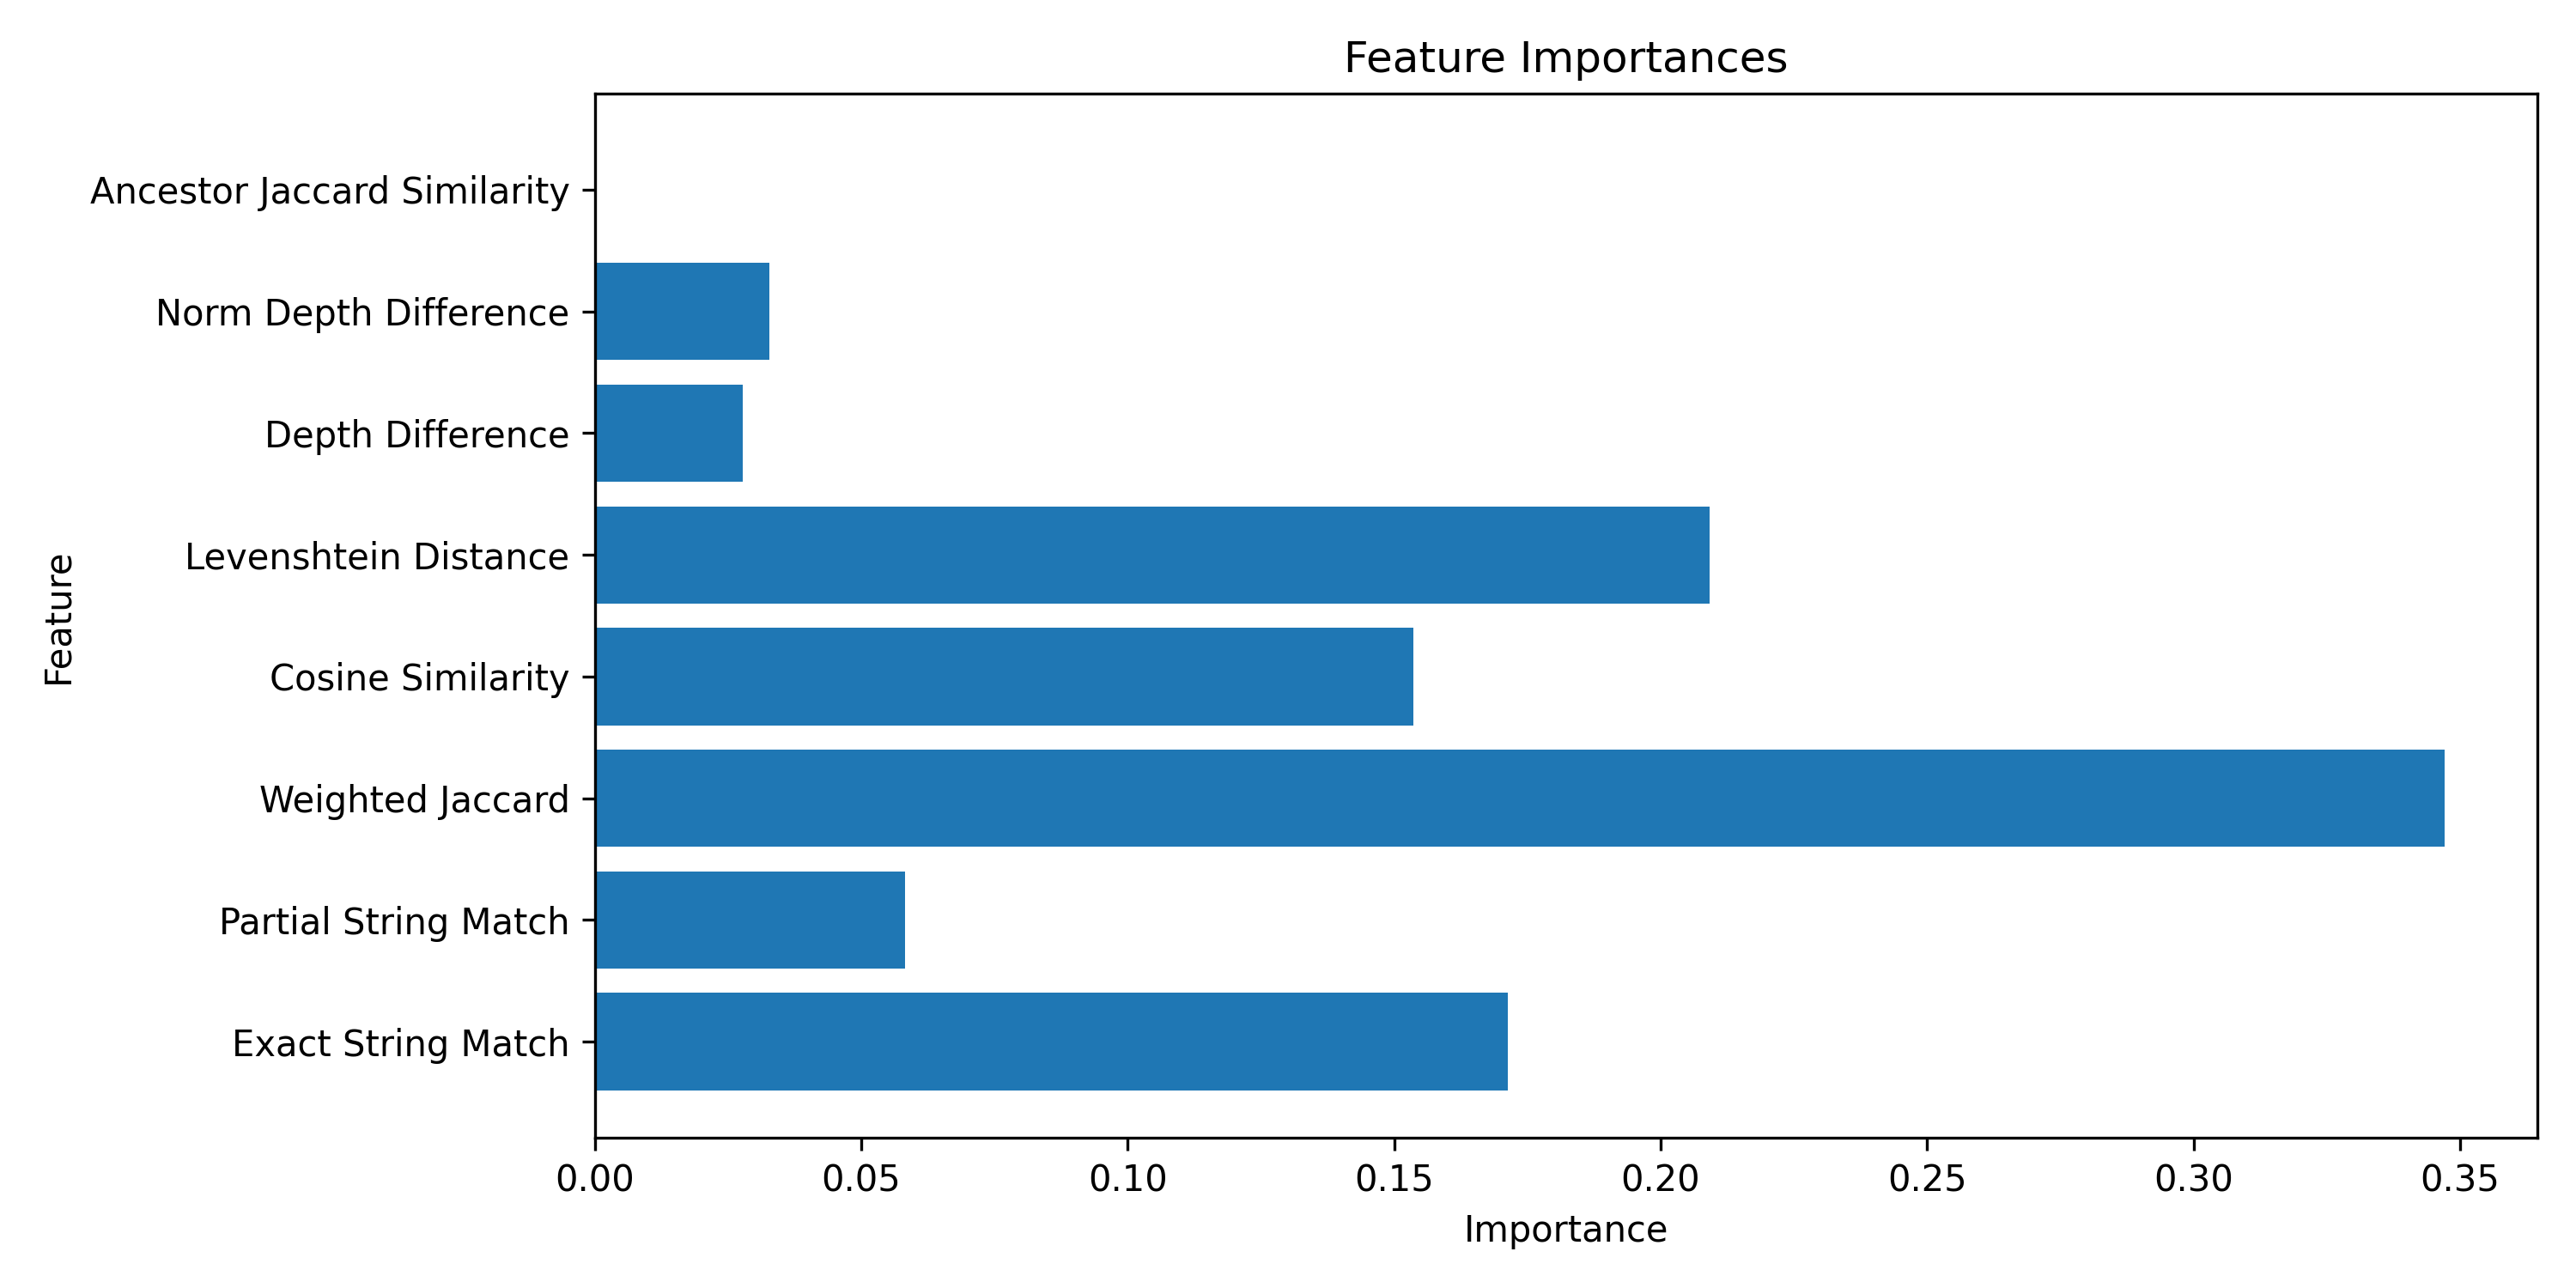 Feature Importances
Ancestor Jaccard Similarity
Norm Depth Difference
Depth Difference
Levenshtein Distance
Cosine Similarity
Weighted Jaccard
Partial String Match
Exact String Match
Feature
0.00 0.05 0.10 0.15 0.20 0.25 0.30 0.35
Importance